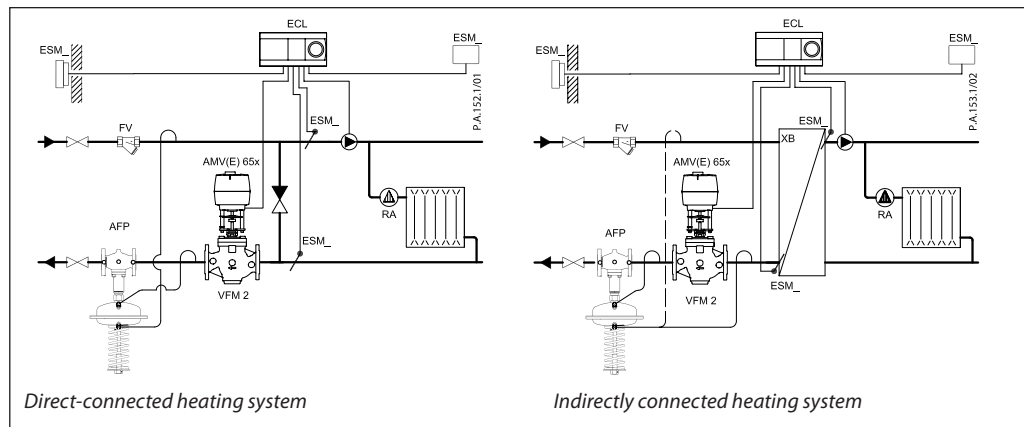 ECL
ESM_
ESM_
P.A.152.1/01
FV
ESM_
AMV(E) 65x
RA
AFP
ESM_
VFM 2
Direct-connected heating system
ECL
ESM_
ESM_
P.A.153.1/02
FV
ESM_
XB
AMV(E) 65x
RA
AFP
ESM_
VFM 2
Indirectly connected heating system